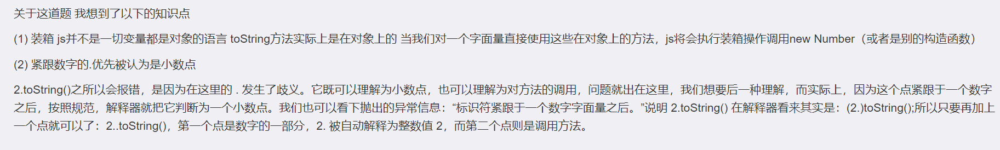 关于这道题 我想到了以下的知识点
(1) 装箱 js并不是一切变量都是对象的语言 toString方法实际上是在对象上的 当我们对一个字面量直接使用这些在对象上的方法，js将会执行装箱操作调用new Number（或者是别的构造函数）
(2) 紧跟数字的.优先被认为是小数点
2.toString()之所以会报错，是因为在这里的 . 发生了歧义。它既可以理解为小数点，也可以理解为对方法的调用，问题就出在这里，我们想要后一种理解，而实际上，因为这个点紧跟于一个数字
之后，按照规范，解释器就把它判断为一个小数点。我们也可以看下抛出的异常信息：“标识符紧跟于一个数字字面量之后。”说明 2.toString() 在解释器看来其实是：(2.)toString();所以只要再加上
一个点就可以了：2..toString()，第一个点是数字的一部分，2. 被自动解释为整数值 2，而第二个点则是调用方法。